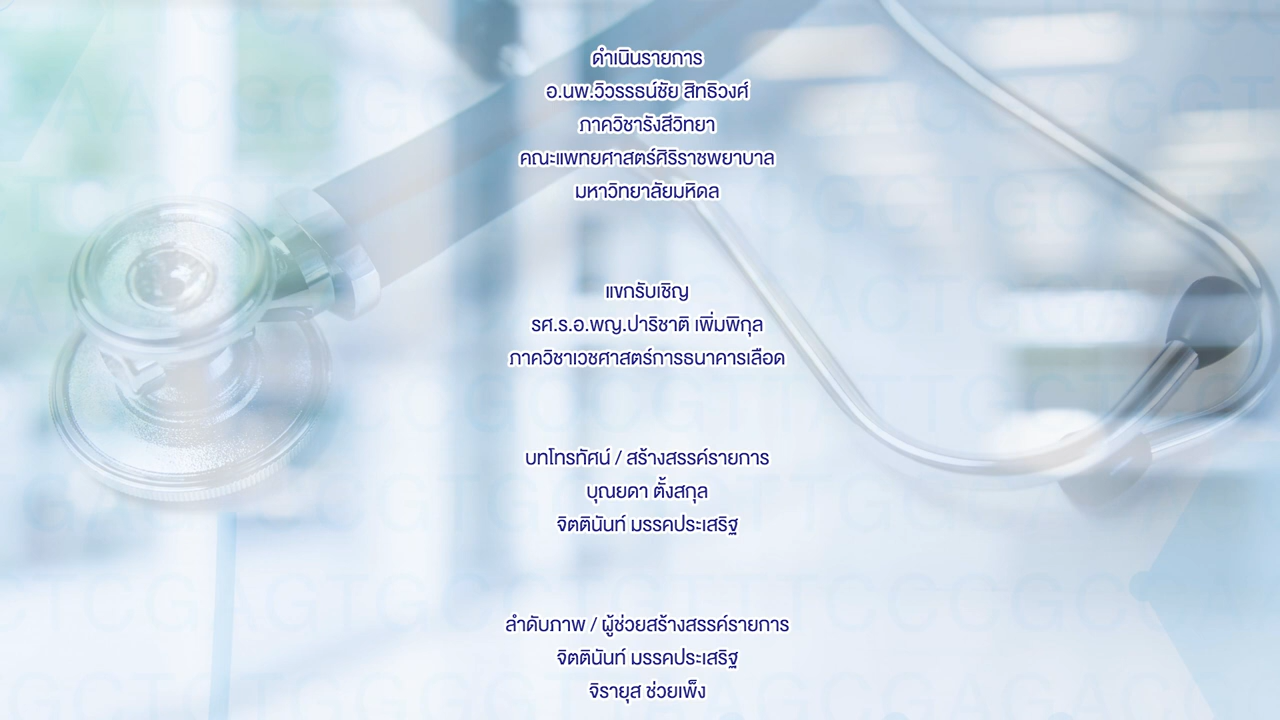 ดำเนินรายการ
อ.นพ.วิวรรธน์ชัย สิทธิวงศ์
ภาควิชารังสีวิทยา
คณะแพทยศาสตร์ศิริราชพยาบาล
มหาวิทยาลัยมหิดล
แขกรับเชิญ
รศ.ร.อ.พญ.ปาริชาติ เพิ่มพิกุล
ภาควิชาเวชศาสตร์การธนาคารเลือด
บทโทรทัศน์ / สร้างสรรค์รายการ
บุณยดา ตั้งสกุล
จิตตินันท์ มรรคประเสริฐ
ลำดับภาพ / ผู้ช่วยสร้างสรรค์รายการ
จิตตินันท์ มรรคประเสริฐ
จิรายุส ช่วยเพ็ง